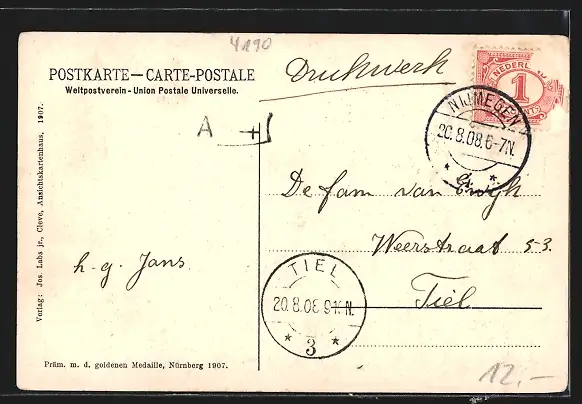 4190
POSTKARTE — CARTE-POSTALE
Weltpostverein - Union Postale Universelle.
Drukwerk
NEDERL
1
NIJMEGEN
20.8.08.6-7N.
A
De fam van
Weerstraat 53.
Tiel
h. g. Jans
TIEL
20.8.08.9-10N.
3
Verlag: Jos. Labs jr., Cleve, Ansichtskartenhaus, 1907.
Präm. m. d. goldenen Medaille, Nürnberg 1907.
12,-